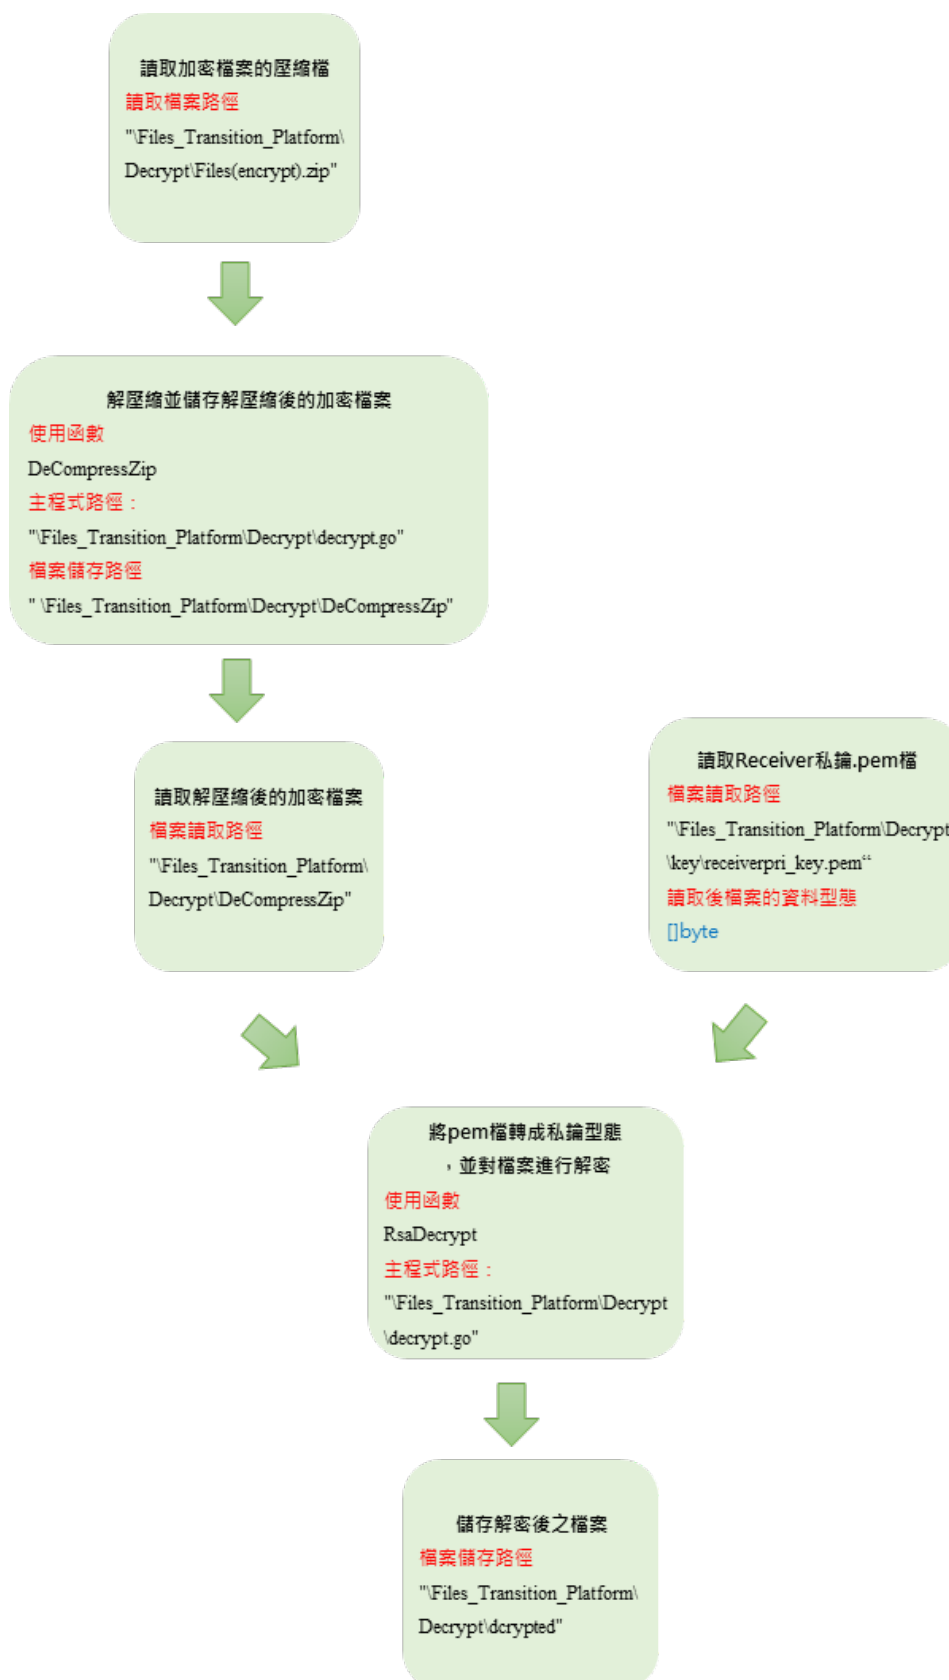 讀取加密檔案的壓縮檔
讀取檔案路徑
"\Files_Transition_Platform\
Decrypt\Files(encrypt).zip"
解壓縮並儲存解壓縮後的加密檔案
使用函數
DeCompressZip
主程式路徑：
"\Files_Transition_Platform\Decrypt\decrypt.go"
檔案儲存路徑
" \Files_Transition_Platform\Decrypt\DeCompressZip"
讀取解壓縮後的加密檔案
檔案讀取路徑
"\Files_Transition_Platform\
Decrypt\DeCompressZip"
讀取Receiver私鑰.pem檔
檔案讀取路徑
"\Files_Transition_Platform\Decrypt
\key\receiverpri_key.pem“
讀取後檔案的資料型態
[]byte
將pem檔轉成私鑰型態
，並對檔案進行解密
使用函數
RsaDecrypt
主程式路徑：
"\Files_Transition_Platform\Decrypt
\decrypt.go"
儲存解密後之檔案
檔案儲存路徑
"\Files_Transition_Platform\
Decrypt\dcrypted"